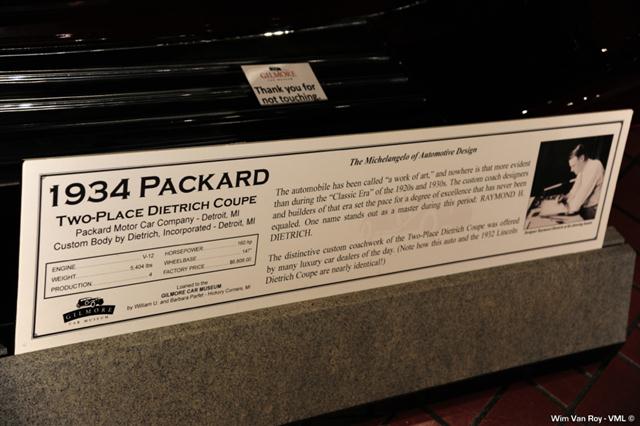 GILMORE
CAR MUSEUM
Thank you for
not touching.
1934 PACKARD
TWO-PLACE DIETRICH COUPE
Packard Motor Car Company - Detroit, MI
Custom Body by Dietrich, Incorporated - Detroit, MI
ENGINE V-12 HORSEPOWER 160 hp
WEIGHT 5,404 lbs WHEELBASE 147"
PRODUCTION 4 FACTORY PRICE
Loaned to the
GILMORE CAR MUSEUM
by William U. and Barbara Parfet - Hickory Corners, MI
GILMORE
CAR MUSEUM
The Michelangelo of Automotive Design
The automobile has been called "a work of art," and nowhere is that more evident
than during the "Classic Era" of the 1920s and 1930s. The custom coach designers
and builders of that era set the pace for a degree of excellence that has never been
equaled. One name stands out as a master during this period: RAYMOND H.
DIETRICH.
The distinctive custom coachwork of the Two-Place Dietrich Coupe was offered
by many luxury car dealers of the day. (Note how this auto and the 1932 Lincoln
Dietrich Coupe are nearly identical!)
Designer Raymond Dietrich at his drawing board.
Wim Van Roy - VML ©